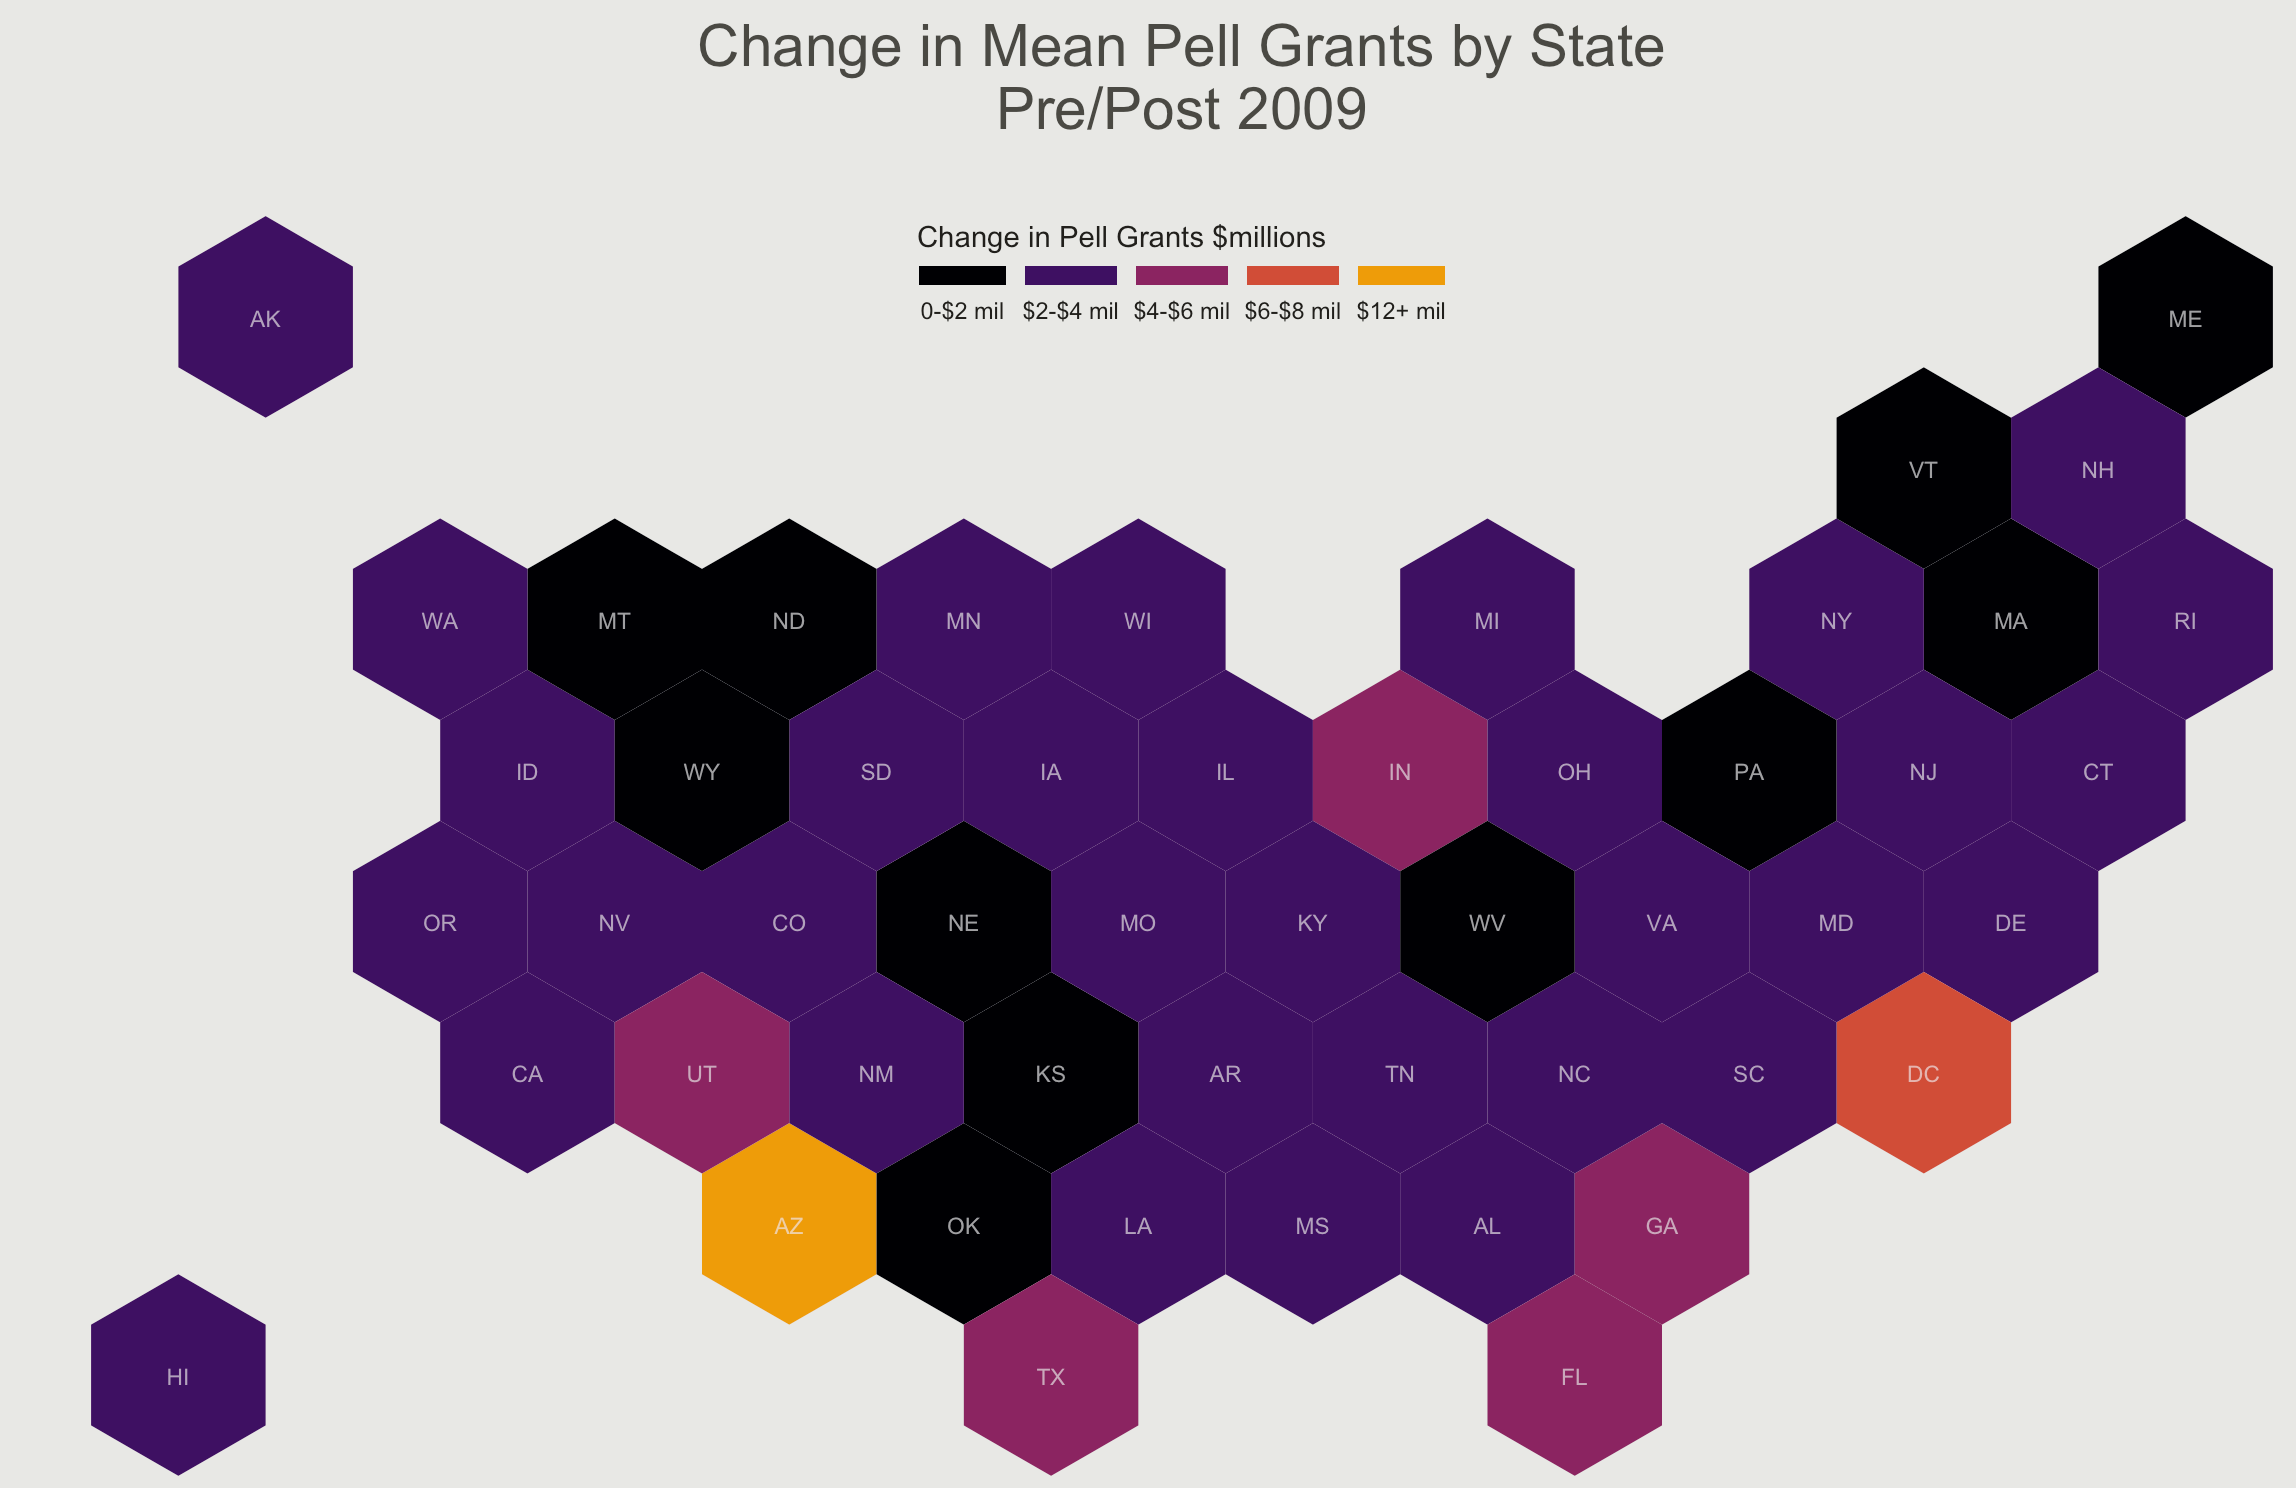 Change in Mean Pell Grants by State
Pre/Post 2009
Change in Pell Grants $millions
0-$2 mil $2-$4 mil $4-$6 mil $6-$8 mil $12+ mil
AK ME
VT NH
WA MT ND MN WI MI NY MA RI
ID WY SD IA IL IN OH PA NJ CT
OR NV CO NE MO KY WV VA MD DE
CA UT NM KS AR TN NC SC DC
AZ OK LA MS AL GA
HI TX FL